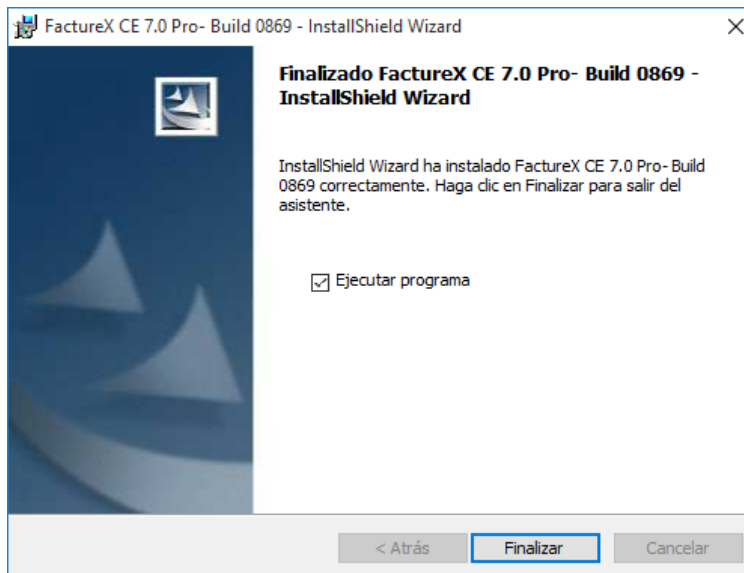 FactureX CE 7.0 Pro- Build 0869 - InstallShield Wizard
Finalizado FactureX CE 7.0 Pro- Build 0869 -
InstallShield Wizard
InstallShield Wizard ha instalado FactureX CE 7.0 Pro- Build
0869 correctamente. Haga clic en Finalizar para salir del
asistente.
Ejecutar programa
< Atrás Finalizar Cancelar